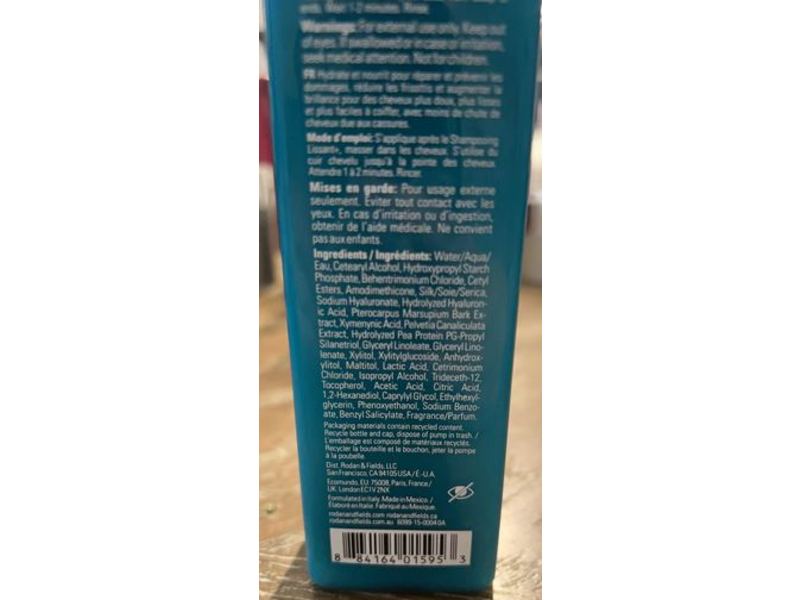 ends. Wait 1-2 minutes. Rinse.
Warnings: For external use only. Keep out
of eyes. If swallowed or in case of irritation,
seek medical attention. Not for children.
FR Hydrate et nourrit pour réparer et prévenir les
dommages, réduire les frisottis et augmenter la
brillance pour des cheveux plus doux, plus lisses
et plus faciles à coiffer, avec moins de chute de
cheveux due aux cassures.
Mode d'emploi: S'applique après le Shampooing
Lissant+, masser dans les cheveux. S'utilise du
cuir chevelu jusqu'à la pointe des cheveux.
Attendre 1 à 2 minutes. Rincer.
Mises en garde: Pour usage externe
seulement. Éviter tout contact avec les
yeux. En cas d'irritation ou d'ingestion,
obtenir de l'aide médicale. Ne convient
pas aux enfants.
Ingredients / Ingrédients: Water/Aqua/
Eau, Cetearyl Alcohol, Hydroxypropyl Starch
Phosphate, Behentrimonium Chloride, Cetyl
Esters, Amodimethicone, Silk/Soie/Serica,
Sodium Hyaluronate, Hydrolyzed Hyaluron-
ic Acid, Pterocarpus Marsupium Bark Ex-
tract, Xymenynic Acid, Pelvetia Canaliculata
Extract, Hydrolyzed Pea Protein PG-Propyl
Silanetriol, Glyceryl Linoleate, Glyceryl Lino-
lenate, Xylitol, Xylitylglucoside, Anhydrox-
ylitol, Maltitol, Lactic Acid, Cetrimonium
Chloride, Isopropyl Alcohol, Trideceth-12,
Tocopherol, Acetic Acid, Citric Acid,
1,2-Hexanediol, Caprylyl Glycol, Ethylhexyl-
glycerin, Phenoxyethanol, Sodium Benzo-
ate, Benzyl Salicylate, Fragrance/Parfum.
Packaging materials contain recycled content.
Recycle bottle and cap, dispose of pump in trash. /
L'emballage est composé de matériaux recyclés.
Recycler la bouteille et le bouchon, jeter la pompe
à la poubelle.
Dist. Rodan & Fields, LLC
San Francisco, CA 94105 USA / É.-U.A.
Ecomundo, EU. 75008, Paris, France /
UK. London EC1V 2NX
Formulated in Italy. Made in Mexico. /
Élaboré en Italie. Fabriqué au Mexique.
rodanandfields.com rodanandfields.ca
rodanandfields.com.au 6089-15-0004 0A
8 84164 01595 3